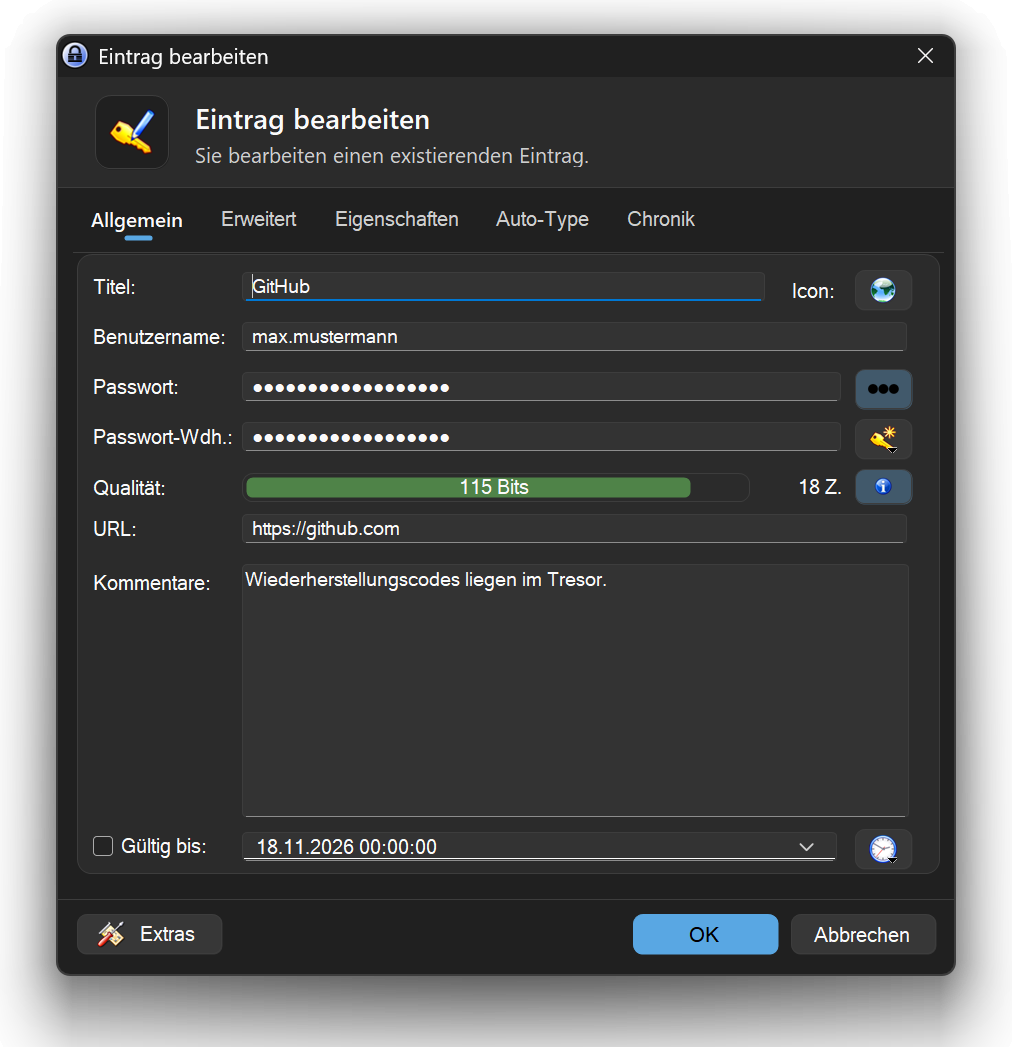 Eintrag bearbeiten
Eintrag bearbeiten
Sie bearbeiten einen existierenden Eintrag.
Allgemein Erweitert Eigenschaften Auto-Type Chronik
Titel: GitHub Icon:
Benutzername: max.mustermann
Passwort: ●●●●●●●●●●●●●●●●●●
Passwort-Wdh.: ●●●●●●●●●●●●●●●●●●
Qualität: 115 Bits 18 Z.
URL: https://github.com
Kommentare: Wiederherstellungscodes liegen im Tresor.
Gültig bis: 18.11.2026 00:00:00
Extras OK Abbrechen